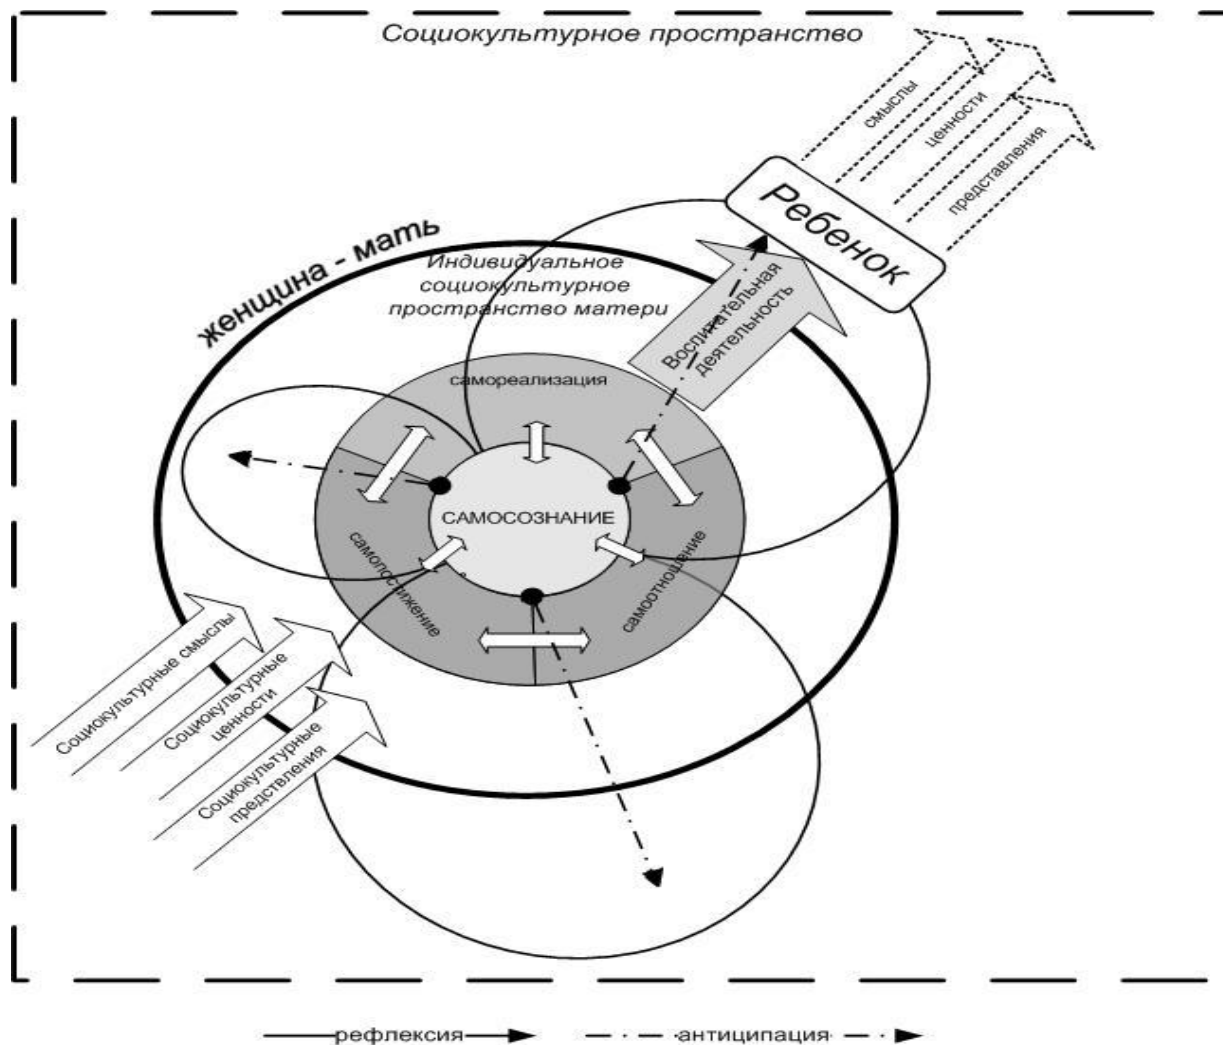 Социокультурное пространство
смыслы
ценности
представления
Ребенок
женщина - мать
Индивидуальное
социокультурное
пространство матери
Воспитательная
деятельность
самореализация
САМОСОЗНАНИЕ
самопостижение
самоотношение
Социокультурные смыслы
Социокультурные
ценности
Социокультурные
предствления
рефлексия
антиципация